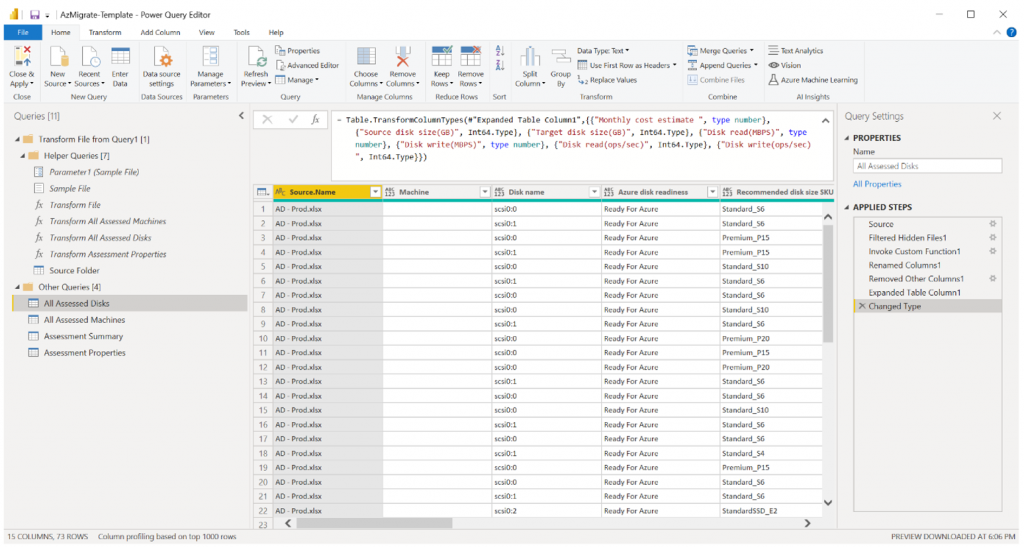 AzMigrate-Template - Power Query Editor
File Home Transform Add Column View Tools Help
Close & Apply
New Source
Recent Sources
Enter Data
Data source settings
Manage Parameters
Refresh Preview
Properties
Advanced Editor
Manage
Choose Columns
Remove Columns
Keep Rows
Remove Rows
Split Column
Group By
Data Type: Text
Use First Row as Headers
Replace Values
Merge Queries
Append Queries
Combine Files
Text Analytics
Vision
Azure Machine Learning
Close New Query Data Sources Parameters Query Manage Columns Reduce Rows Sort Transform Combine AI Insights
Queries [11]
Transform File from Query1 [1]
Helper Queries [7]
Parameter1 (Sample File)
Sample File
fx Transform File
fx Transform All Assessed Machines
fx Transform All Assessed Disks
fx Transform Assessment Properties
Source Folder
Other Queries [4]
All Assessed Disks
All Assessed Machines
Assessment Summary
Assessment Properties
fx
= Table.TransformColumnTypes(#"Expanded Table Column1",{{"Monthly cost estimate ", type number},
{"Source disk size(GB)", Int64.Type}, {"Target disk size(GB)", Int64.Type}, {"Disk read(MBPS)", type
number}, {"Disk write(MBPS)", type number}, {"Disk read(ops/sec)", Int64.Type}, {"Disk write(ops/sec)
", Int64.Type}})
Source.Name Machine Disk name Azure disk readiness Recommended disk size SKU
1 AD - Prod.xlsx scsi0:0 Ready For Azure Standard_S6
2 AD - Prod.xlsx scsi0:1 Ready For Azure Standard_S6
3 AD - Prod.xlsx scsi0:0 Ready For Azure Premium_P15
4 AD - Prod.xlsx scsi0:1 Ready For Azure Premium_P15
5 AD - Prod.xlsx scsi0:0 Ready For Azure Standard_S10
6 AD - Prod.xlsx scsi0:1 Ready For Azure Standard_S6
7 AD - Prod.xlsx scsi0:0 Ready For Azure Standard_S6
8 AD - Prod.xlsx scsi0:0 Ready For Azure Standard_S10
9 AD - Prod.xlsx scsi0:1 Ready For Azure Standard_S6
10 AD - Prod.xlsx scsi0:0 Ready For Azure Premium_P20
11 AD - Prod.xlsx scsi0:0 Ready For Azure Premium_P15
12 AD - Prod.xlsx scsi0:0 Ready For Azure Premium_P20
13 AD - Prod.xlsx scsi0:1 Ready For Azure Standard_S6
14 AD - Prod.xlsx scsi0:0 Ready For Azure Standard_S6
15 AD - Prod.xlsx scsi0:0 Ready For Azure Standard_S10
16 AD - Prod.xlsx scsi0:1 Ready For Azure Standard_S6
17 AD - Prod.xlsx scsi0:0 Ready For Azure Standard_S6
18 AD - Prod.xlsx scsi0:1 Ready For Azure Standard_S4
19 AD - Prod.xlsx scsi0:0 Ready For Azure Premium_P15
20 AD - Prod.xlsx scsi0:0 Ready For Azure Standard_S6
21 AD - Prod.xlsx scsi0:1 Ready For Azure Standard_S6
22 AD - Prod.xlsx scsi0:2 Ready For Azure StandardSSD_E2
23
Query Settings
PROPERTIES
Name
All Assessed Disks
All Properties
APPLIED STEPS
Source
Filtered Hidden Files1
Invoke Custom Function1
Renamed Columns1
Removed Other Columns1
Expanded Table Column1
Changed Type
15 COLUMNS, 73 ROWS Column profiling based on top 1000 rows PREVIEW DOWNLOADED AT 6:06 PM